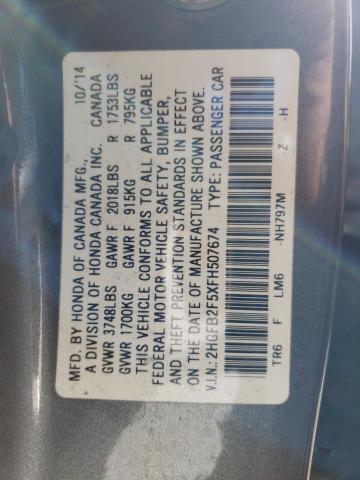 MFD. BY HONDA OF CANADA MFG., 10/14
A DIVISION OF HONDA CANADA INC. CANADA
GVWR 3748LBS GAWR F 2018LBS R 1753LBS
GVWR 1700KG GAWR F 915KG R 795KG
THIS VEHICLE CONFORMS TO ALL APPLICABLE
FEDERAL MOTOR VEHICLE SAFETY, BUMPER,
AND THEFT PREVENTION STANDARDS IN EFFECT
ON THE DATE OF MANUFACTURE SHOWN ABOVE.
V.I.N.: 2HGFB2F5XFH507674 TYPE: PASSENGER CAR
TR6 F LM6 -NH797M -Z -H